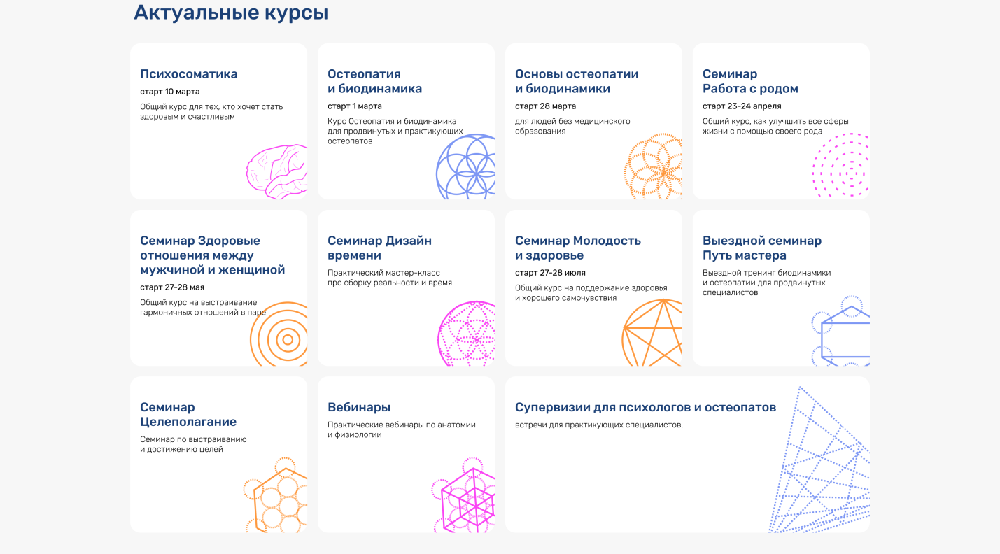 Актуальные курсы
Психосоматика
старт 10 марта
Общий курс для тех, кто хочет стать
здоровым и счастливым
Остеопатия
и биодинамика
старт 1 марта
Курс Остеопатия и биодинамика
для продвинутых и практикующих
остеопатов
Основы остеопатии
и биодинамики
старт 28 марта
для людей без медицинского
образования
Семинар
Работа с родом
старт 23-24 апреля
Общий курс, как улучшить все сферы
жизни с помощью своего рода
Семинар Здоровые
отношения между
мужчиной и женщиной
старт 27-28 мая
Общий курс на выстраивание
гармоничных отношений в паре
Семинар Дизайн
времени
Практический мастер-класс
про сборку реальности и время
Семинар Молодость
и здоровье
старт 27-28 июля
Общий курс на поддержание здоровья
и хорошего самочувствия
Выездной семинар
Путь мастера
Выездной тренинг биодинамики
и остеопатии для продвинутых
специалистов
Семинар
Целеполагание
Семинар по выстраиванию
и достижению целей
Вебинары
Практические вебинары по анатомии
и физиологии
Супервизии для психологов и остеопатов
встречи для практикующих специалистов.